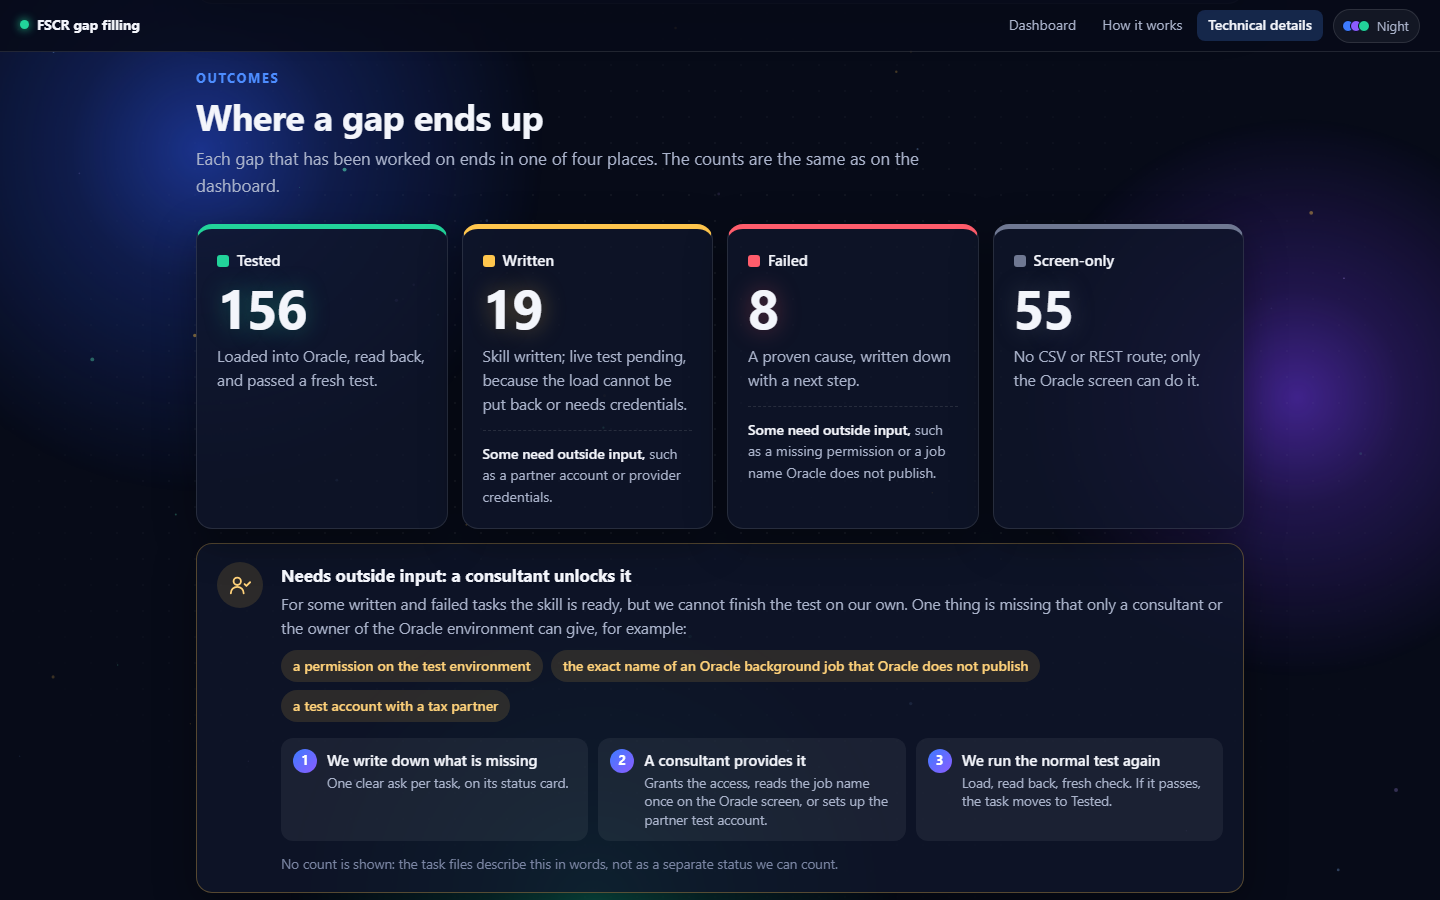 FSCR gap filling
Dashboard
How it works
Technical details
Night
OUTCOMES
Where a gap ends up
Each gap that has been worked on ends in one of four places. The counts are the same as on the
dashboard.
Tested
156
Loaded into Oracle, read back,
and passed a fresh test.
Written
19
Skill written; live test pending,
because the load cannot be
put back or needs credentials.
Some need outside input, such
as a partner account or provider
credentials.
Failed
8
A proven cause, written down
with a next step.
Some need outside input, such
as a missing permission or a job
name Oracle does not publish.
Screen-only
55
No CSV or REST route; only
the Oracle screen can do it.
Needs outside input: a consultant unlocks it
For some written and failed tasks the skill is ready, but we cannot finish the test on our own. One thing is missing that only a consultant or
the owner of the Oracle environment can give, for example:
a permission on the test environment
the exact name of an Oracle background job that Oracle does not publish
a test account with a tax partner
1
We write down what is missing
One clear ask per task, on its status card.
2
A consultant provides it
Grants the access, reads the job name
once on the Oracle screen, or sets up the
partner test account.
3
We run the normal test again
Load, read back, fresh check. If it passes,
the task moves to Tested.
No count is shown: the task files describe this in words, not as a separate status we can count.